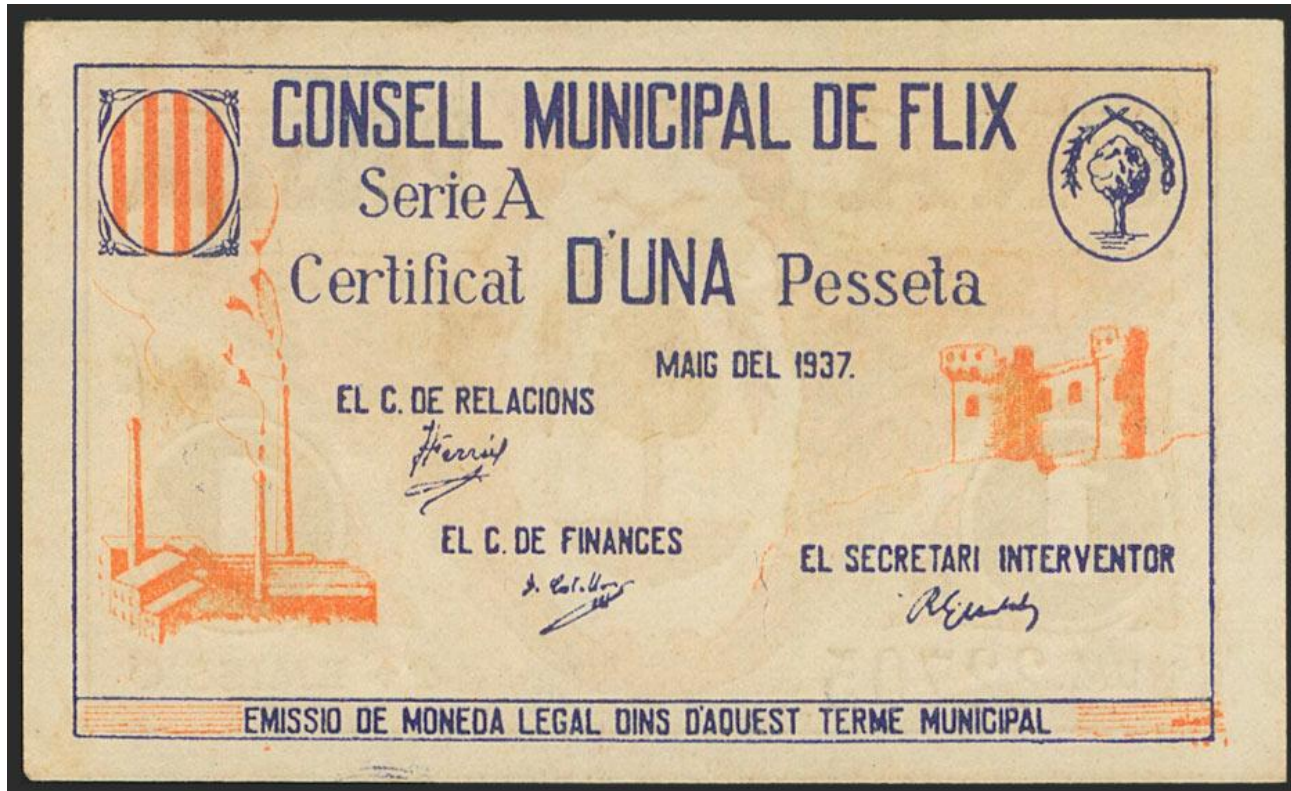 CONSELL MUNICIPAL DE FLIX
Serie A
Certificat D'UNA Pesseta
MAIG DEL 1937.
EL C. DE RELACIONS
EL C. DE FINANCES
EL SECRETARI INTERVENTOR
EMISSIO DE MONEDA LEGAL DINS D'AQUEST TERME MUNICIPAL